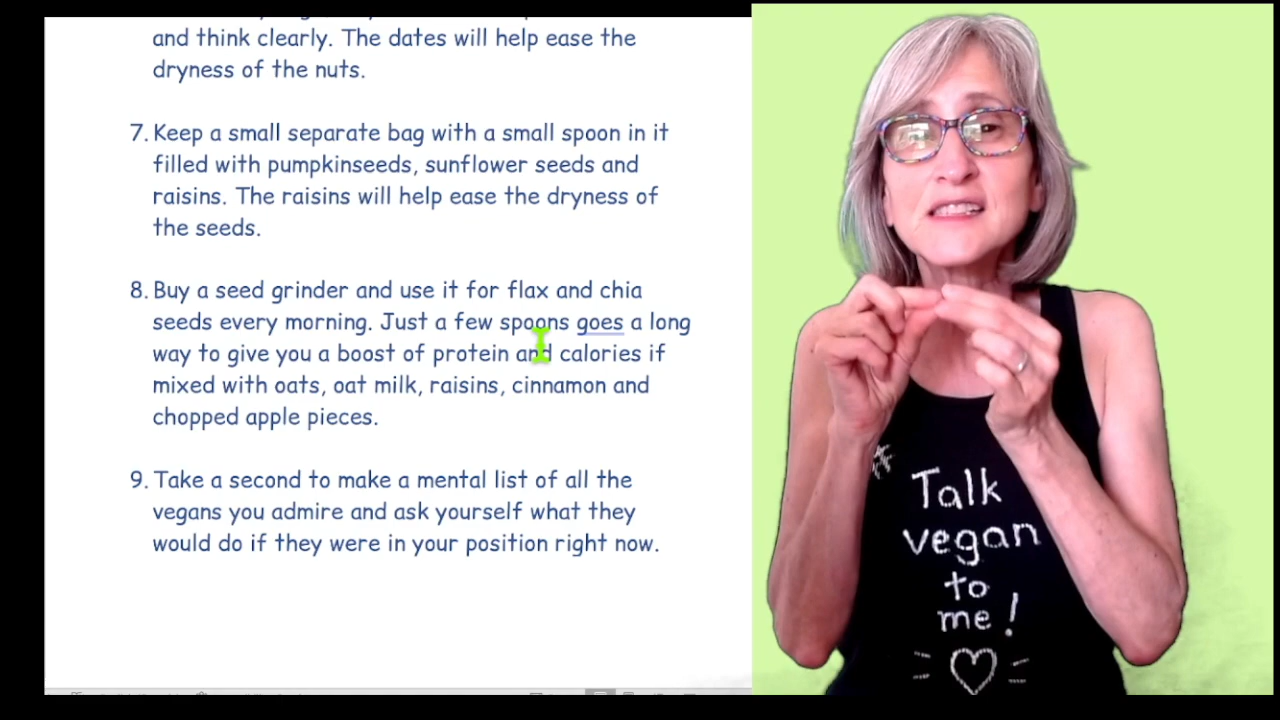 and think clearly. The dates will help ease the
dryness of the nuts.
7. Keep a small separate bag with a small spoon in it
filled with pumpkinseeds, sunflower seeds and
raisins. The raisins will help ease the dryness of
the seeds.
8. Buy a seed grinder and use it for flax and chia
seeds every morning. Just a few spoons goes a long
way to give you a boost of protein and calories if
mixed with oats, oat milk, raisins, cinnamon and
chopped apple pieces.
9. Take a second to make a mental list of all the
vegans you admire and ask yourself what they
would do if they were in your position right now.
#
Talk
vegan
to
me!